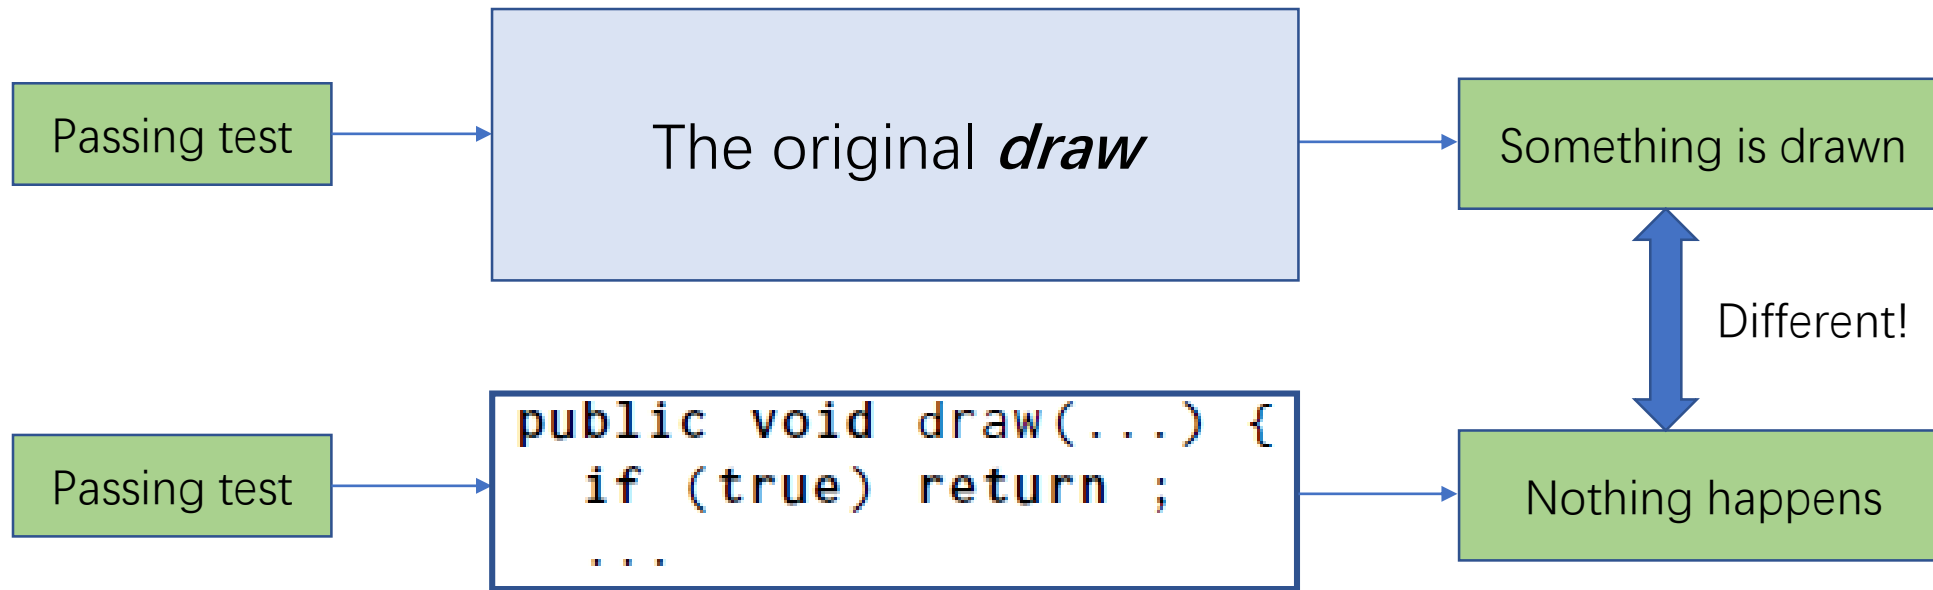 Passing test
The original draw
Something is drawn
Different!
Passing test
public void draw(...) {
if (true) return ;
...
Nothing happens